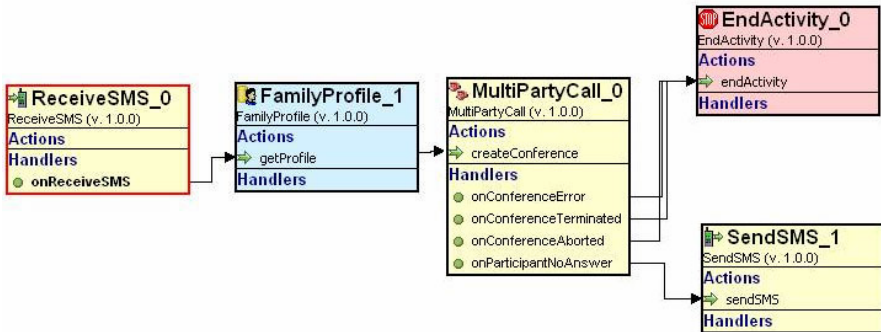 ReceiveSMS_0
ReceiveSMS (v. 1.0.0)
Actions
Handlers
onReceiveSMS
FamilyProfile_1
FamilyProfile (v. 1.0.0)
Actions
getProfile
Handlers
MultiPartyCall_0
MultiPartyCall (v. 1.0.0)
Actions
createConference
Handlers
onConferenceError
onConferenceTerminated
onConferenceAborted
onParticipantNoAnswer
STOP
EndActivity_0
EndActivity (v. 1.0.0)
Actions
endActivity
Handlers
SendSMS_1
SendSMS (v. 1.0.0)
Actions
sendSMS
Handlers